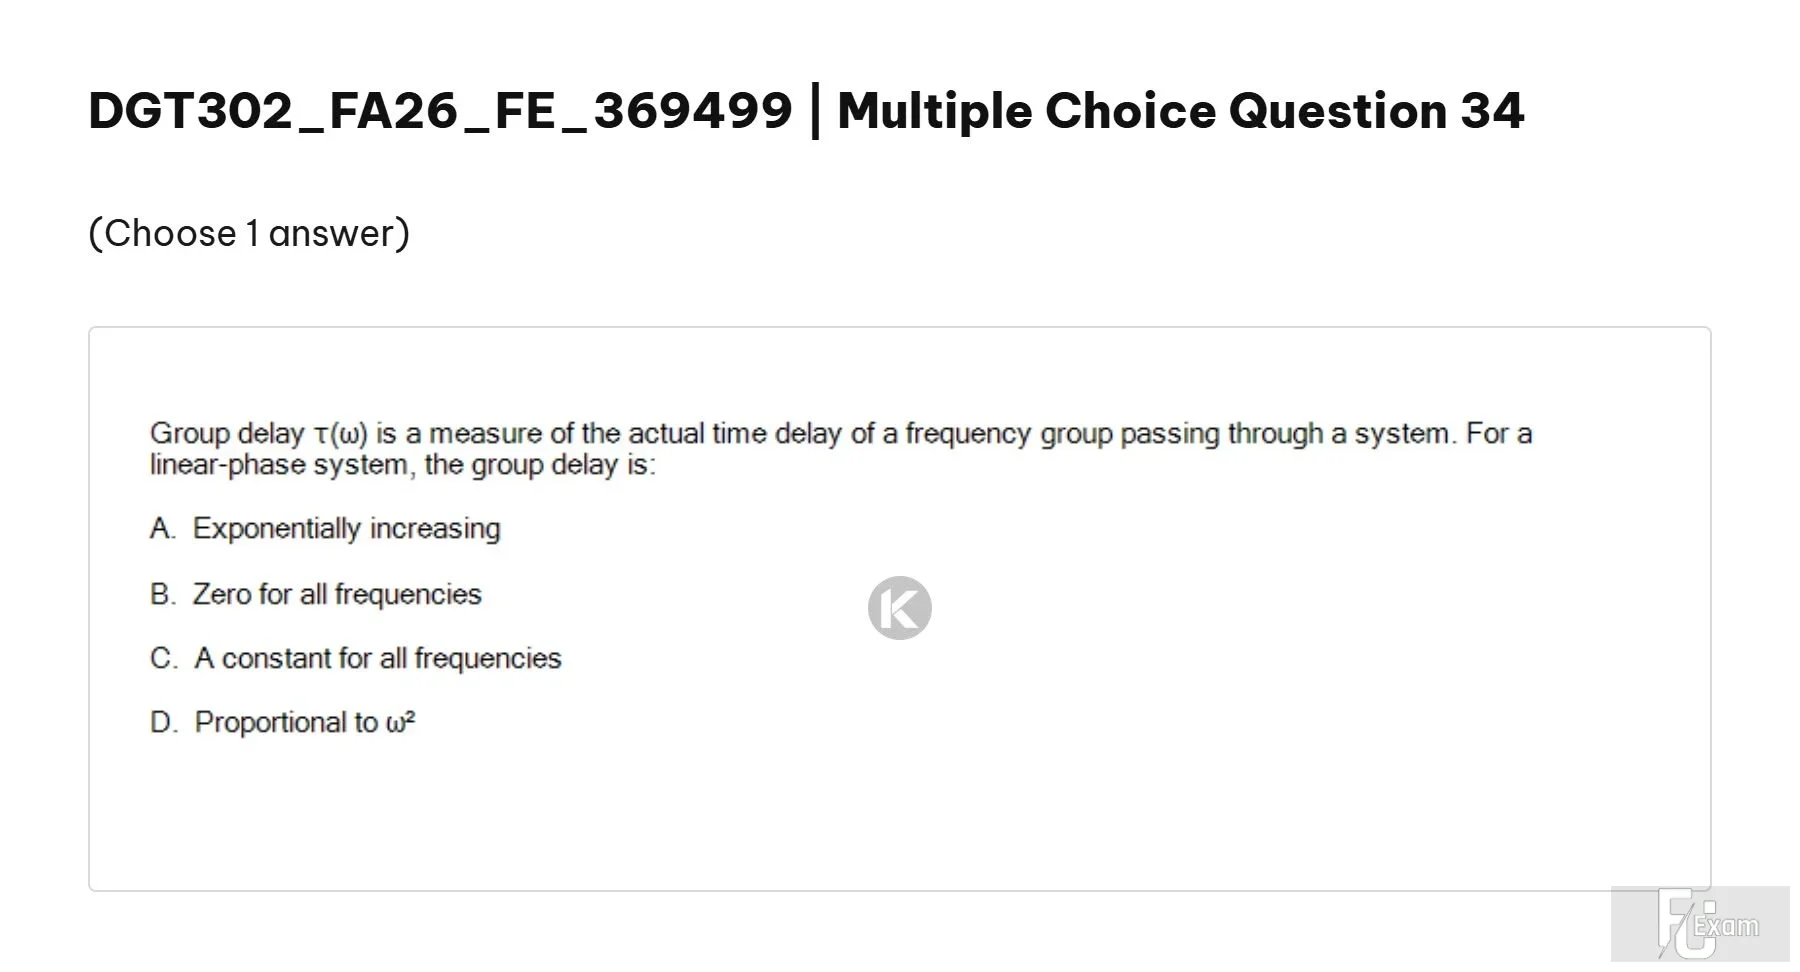 DGT302_FA26_FE_369499 | Multiple Choice Question 34
(Choose 1 answer)
Group delay τ(ω) is a measure of the actual time delay of a frequency group passing through a system. For a
linear-phase system, the group delay is:
A. Exponentially increasing
B. Zero for all frequencies
C. A constant for all frequencies
D. Proportional to ω²
K
FU Exam